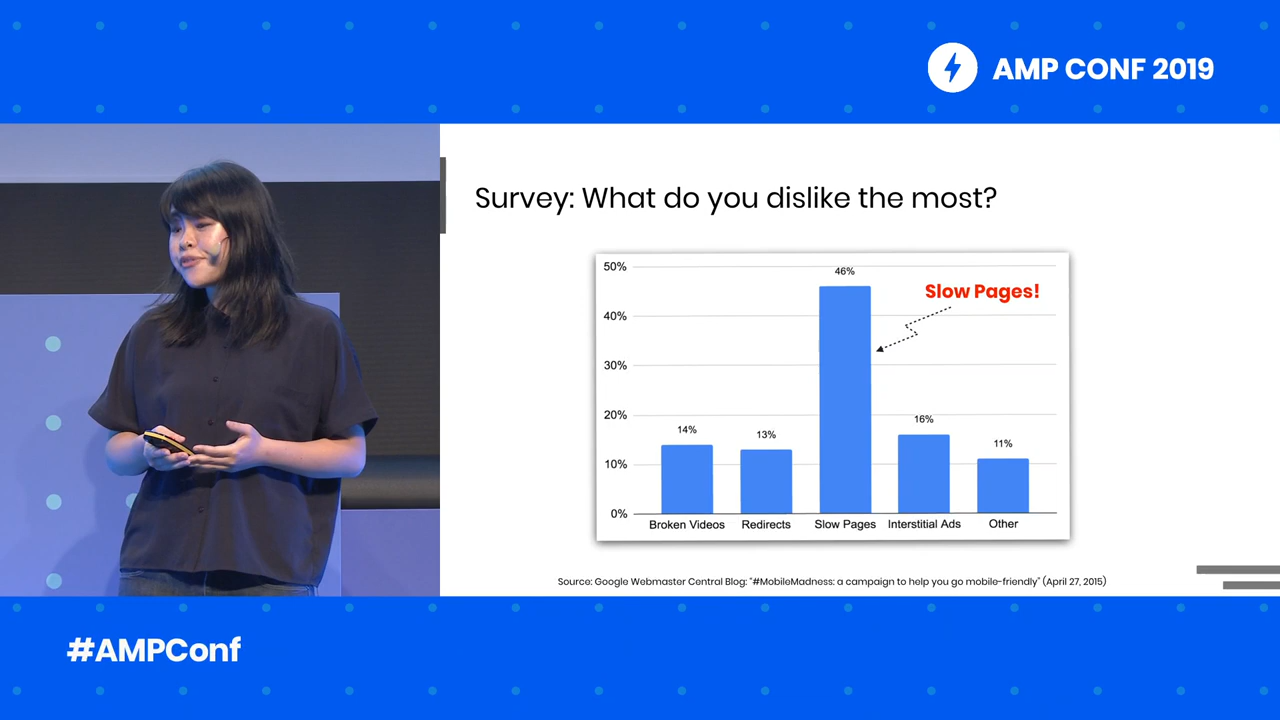 AMP CONF 2019
Survey: What do you dislike the most?
50%
46%
Slow Pages!
40%
30%
20%
14%
13%
16%
11%
10%
0%
Broken Videos Redirects Slow Pages Interstitial Ads Other
Source: Google Webmaster Central Blog: "#MobileMadness: a campaign to help you go mobile-friendly" (April 27, 2015)
#AMPConf